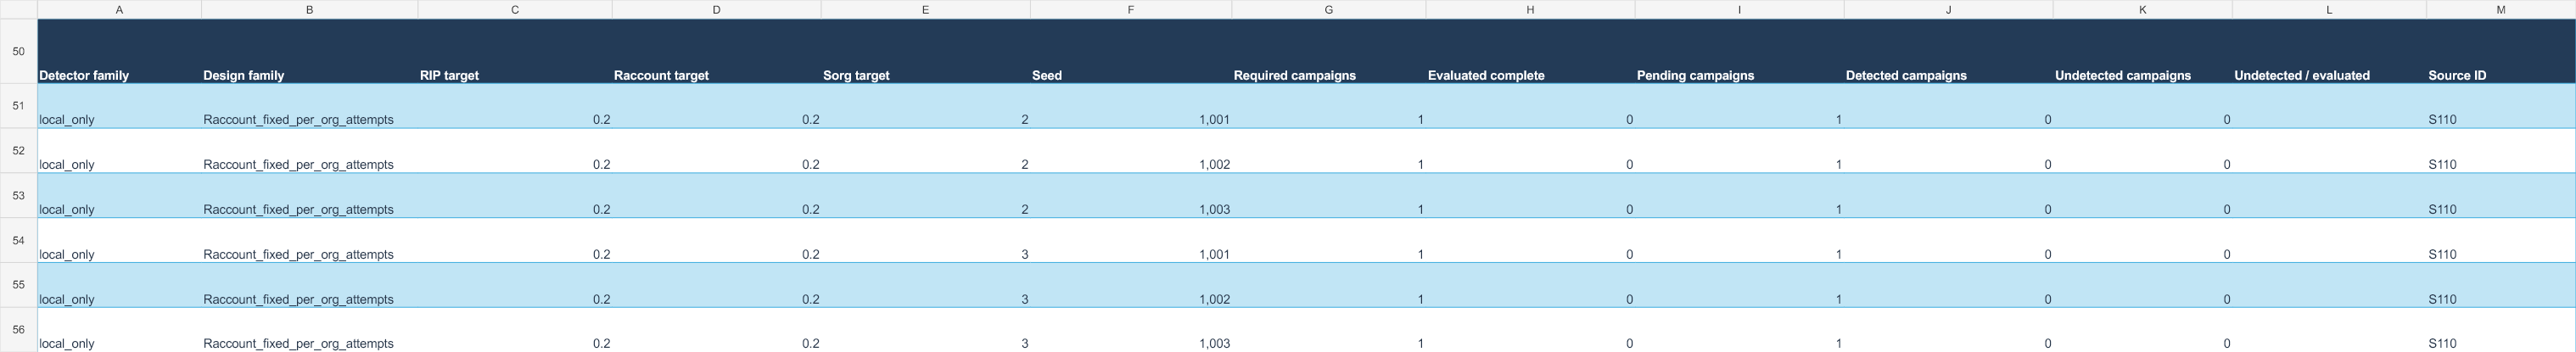 A B C D E F G H I J K L M
50 Detector family Design family RIP target Raccount target Sorg target Seed Required campaigns Evaluated complete Pending campaigns Detected campaigns Undetected campaigns Undetected / evaluated Source ID
51 local_only Raccount_fixed_per_org_attempts 0.2 0.2 2 1,001 1 0 1 0 0 S110
52 local_only Raccount_fixed_per_org_attempts 0.2 0.2 2 1,002 1 0 1 0 0 S110
53 local_only Raccount_fixed_per_org_attempts 0.2 0.2 2 1,003 1 0 1 0 0 S110
54 local_only Raccount_fixed_per_org_attempts 0.2 0.2 3 1,001 1 0 1 0 0 S110
55 local_only Raccount_fixed_per_org_attempts 0.2 0.2 3 1,002 1 0 1 0 0 S110
56 local_only Raccount_fixed_per_org_attempts 0.2 0.2 3 1,003 1 0 1 0 0 S110